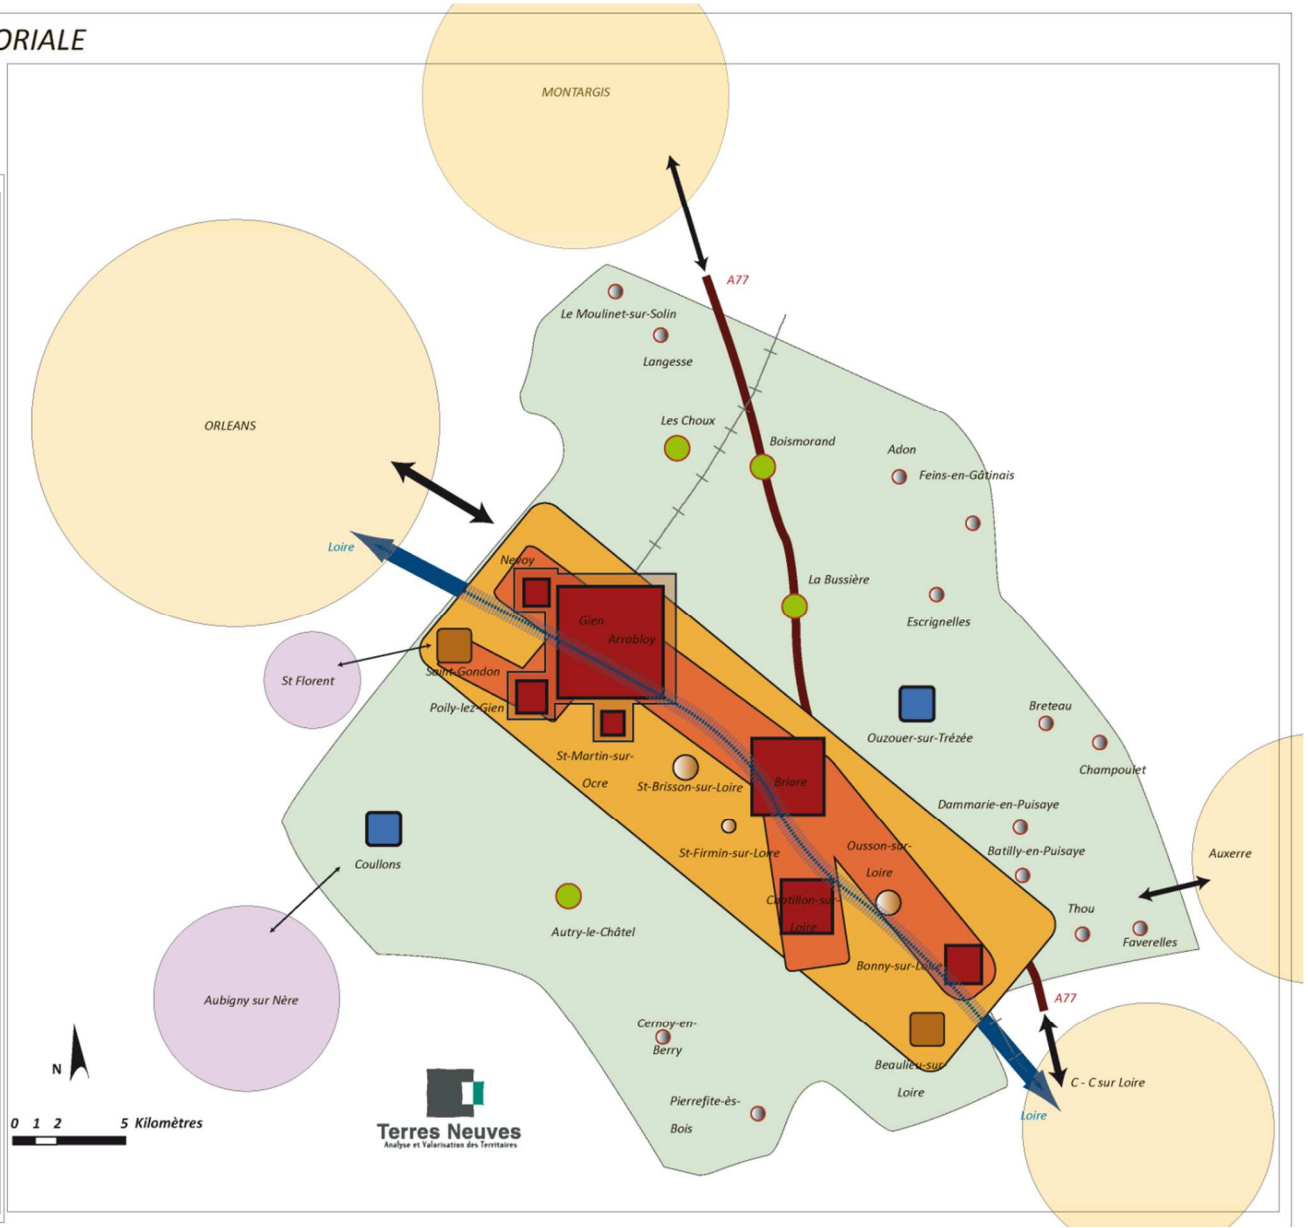 ORIALE
MONTARGIS
A77
Le Moulinet-sur-Solin
Langesse
ORLEANS
Les Choux
Boismorand
Adon
Feins-en-Gâtinais
Loire
Nevoy
La Bussière
Gien
Arrabloy
Escrignelles
Saint-Gondon
St Florent
Poily-lez-Gien
Breteau
Ouzouer-sur-Trézée
St-Martin-sur-
Ocre
Champoulet
Briare
St-Brisson-sur-Loire
Dammarie-en-Puisaye
St-Firmin-sur-Loire
Ousson-sur-
Loire
Batilly-en-Puisaye
Auxerre
Coullons
Chatillon-sur-
Loire
Thou
Autry-le-Châtel
Faverelles
Bonny-sur-Loire
Aubigny sur Nère
A77
Cernoy-en-
Berry
Beaulieu-sur-
Loire
N
C - C sur Loire
Pierrefite-ès-
Bois
Loire
0 1 2 5 Kilomètres
Terres Neuves
Analyse et Valorisation des Territoires